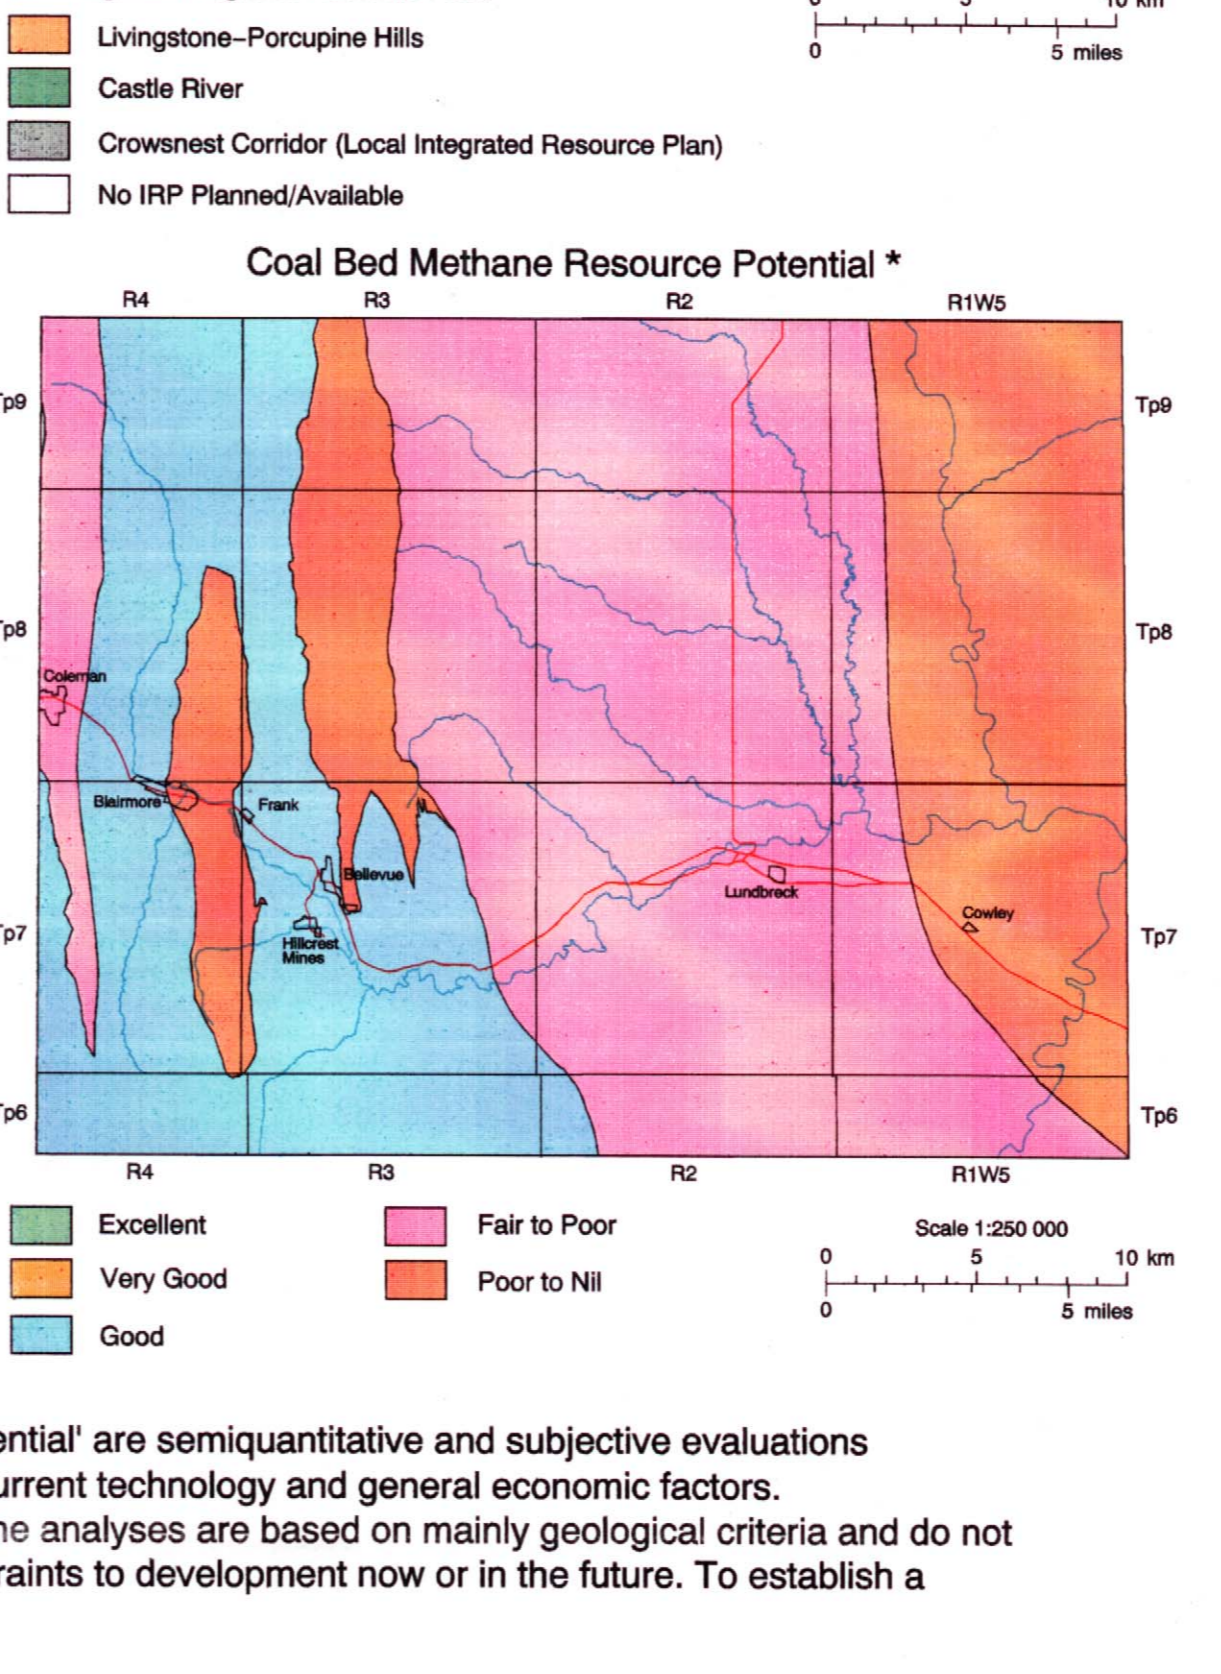 10 km
0 5 miles
Livingstone–Porcupine Hills
Castle River
Crowsnest Corridor (Local Integrated Resource Plan)
No IRP Planned/Available
Coal Bed Methane Resource Potential *
R4 R3 R2 R1W5
Tp9 Tp9
Tp8 Tp8
Coleman
Blairmore
Frank
Bellevue
Lundbreck
Cowley
Hillcrest
Mines
Tp7 Tp7
Tp6 Tp6
R4 R3 R2 R1W5
Excellent
Very Good
Good
Fair to Poor
Poor to Nil
Scale 1:250 000
0 5 10 km
0 5 miles
ential' are semiquantitative and subjective evaluations
urrent technology and general economic factors.
ne analyses are based on mainly geological criteria and do not
raints to development now or in the future. To establish a